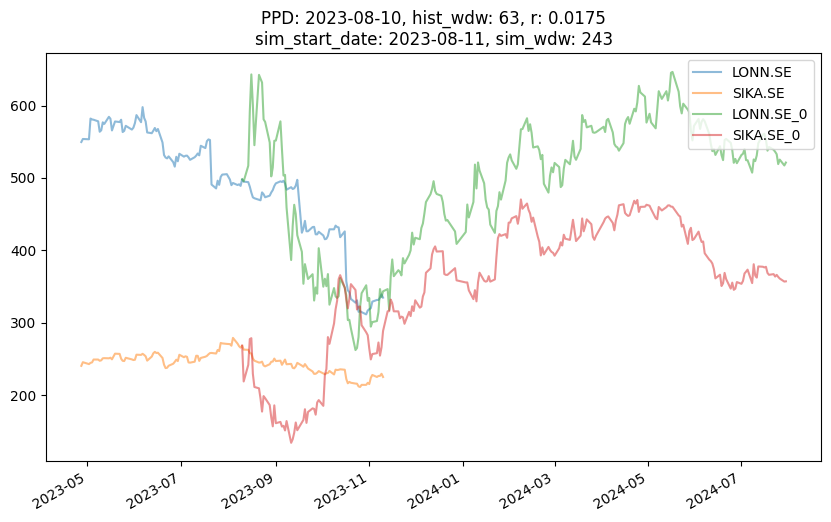 PPD: 2023-08-10, hist_wdw: 63, r: 0.0175
sim_start_date: 2023-08-11, sim_wdw: 243
LONN.SE
SIKA.SE
LONN.SE_0
SIKA.SE_0
600
500
400
300
200
2023-05
2023-07
2023-09
2023-11
2024-01
2024-03
2024-05
2024-07